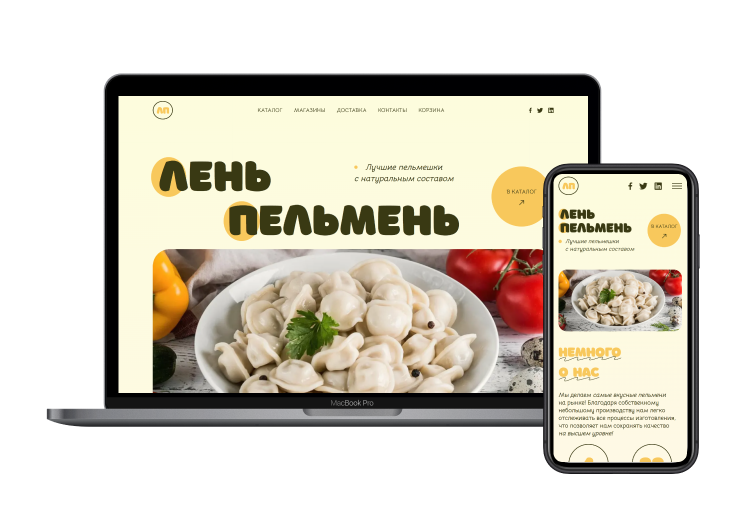 ЛП
КАТАЛОГ МАГАЗИНЫ ДОСТАВКА КОНТАКТЫ КОРЗИНА
ЛЕНЬ
ПЕЛЬМЕНЬ
Лучшие пельмешки
с натуральным составом
В КАТАЛОГ
MacBook Pro
ЛП
ЛЕНЬ
ПЕЛЬМЕНЬ
Лучшие пельмешки
с натуральным составом
В КАТАЛОГ
НЕМНОГО
О НАС
Мы делаем самые вкусные пельмени
на рынке! Благодаря собственному
небольшому производству нам легко
отслеживать все процессы изготовления,
что позволяет нам сохранять качество
на высшем уровне!